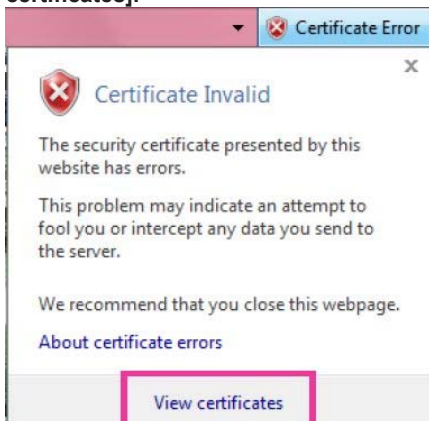 certificates].
Certificate Error
x
Certificate Invalid
The security certificate presented by this
website has errors.
This problem may indicate an attempt to
fool you or intercept any data you send to
the server.
We recommend that you close this webpage.
About certificate errors
View certificates